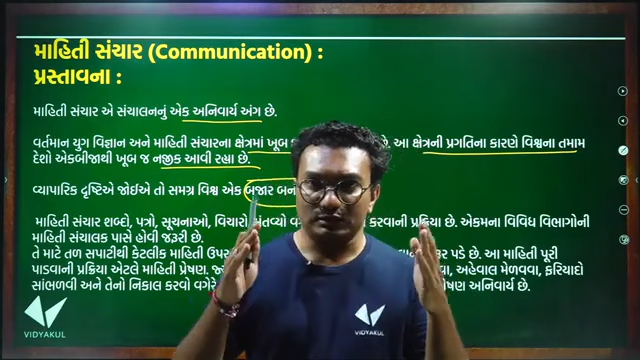 માહિતી સંચાર (Communication) :
પ્રસ્તાવના :
માહિતી સંચાર એ સંચાલનનું એક અનિવાર્ય અંગ છે.
વર્તમાન યુગ વિજ્ઞાન અને માહિતી સંચારના ક્ષેત્રમાં ખૂબ છે. આ ક્ષેત્રની પ્રગતિના કારણે વિશ્વના તમામ
દેશો એકબીજાથી ખૂબ જ નજીક આવી રહ્યા છે.
વ્યાપારિક દૃષ્ટિએ જોઈએ તો સમગ્ર વિશ્વ એક બજાર બન
માહિતી સંચાર શબ્દો, પત્રો, સૂચનાઓ, વિચારો મંતવ્યો કરવાની પ્રક્રિયા છે. એકમના વિવિધ વિભાગોની
માહિતી સંચાલક પાસે હોવી જરૂરી છે.
તે માટે તળ સપાટીથી કેટલીક માહિતી પડે છે. આ માહિતી પૂરી
પાડવાની પ્રક્રિયા એટલે માહિતી પ્રેષણ. અહેવાલ મેળવવા, ફરિયાદો
સાંભળવી અને તેનો નિકાલ કરવો વગેરે અનિવાર્ય છે.
VIDYAKUL
VIDYAKUL